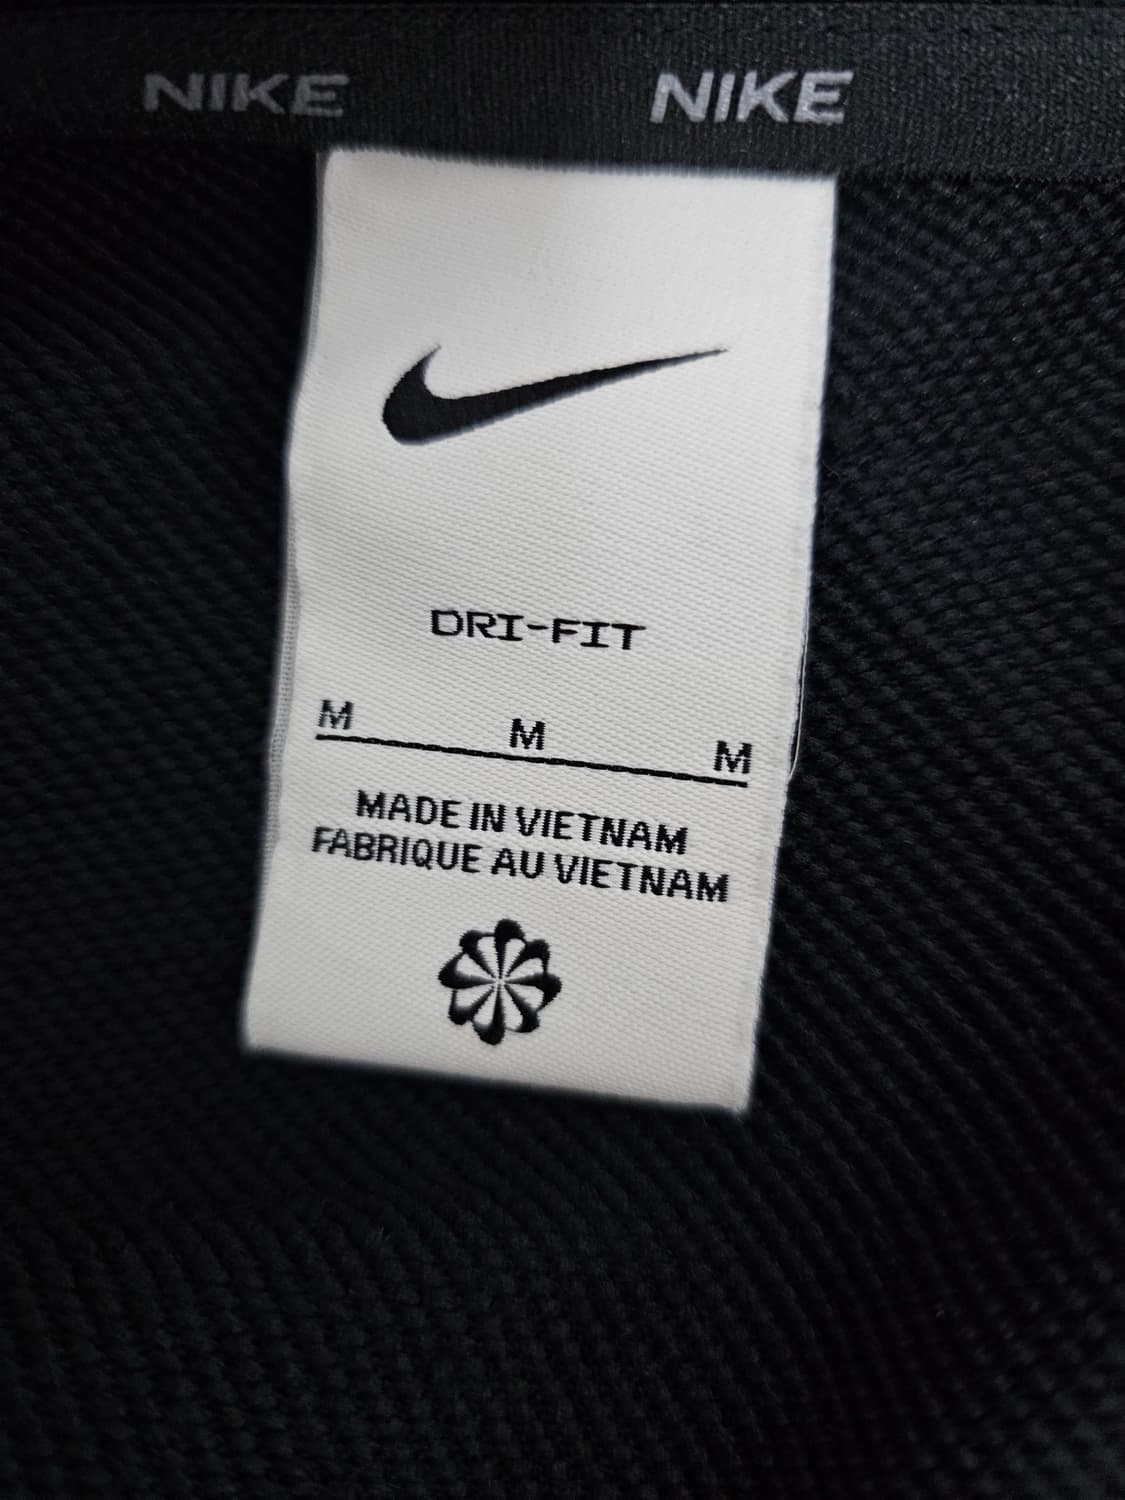 NIKE NIKE
DRI-FIT
M M M
MADE IN VIETNAM
FABRIQUE AU VIETNAM